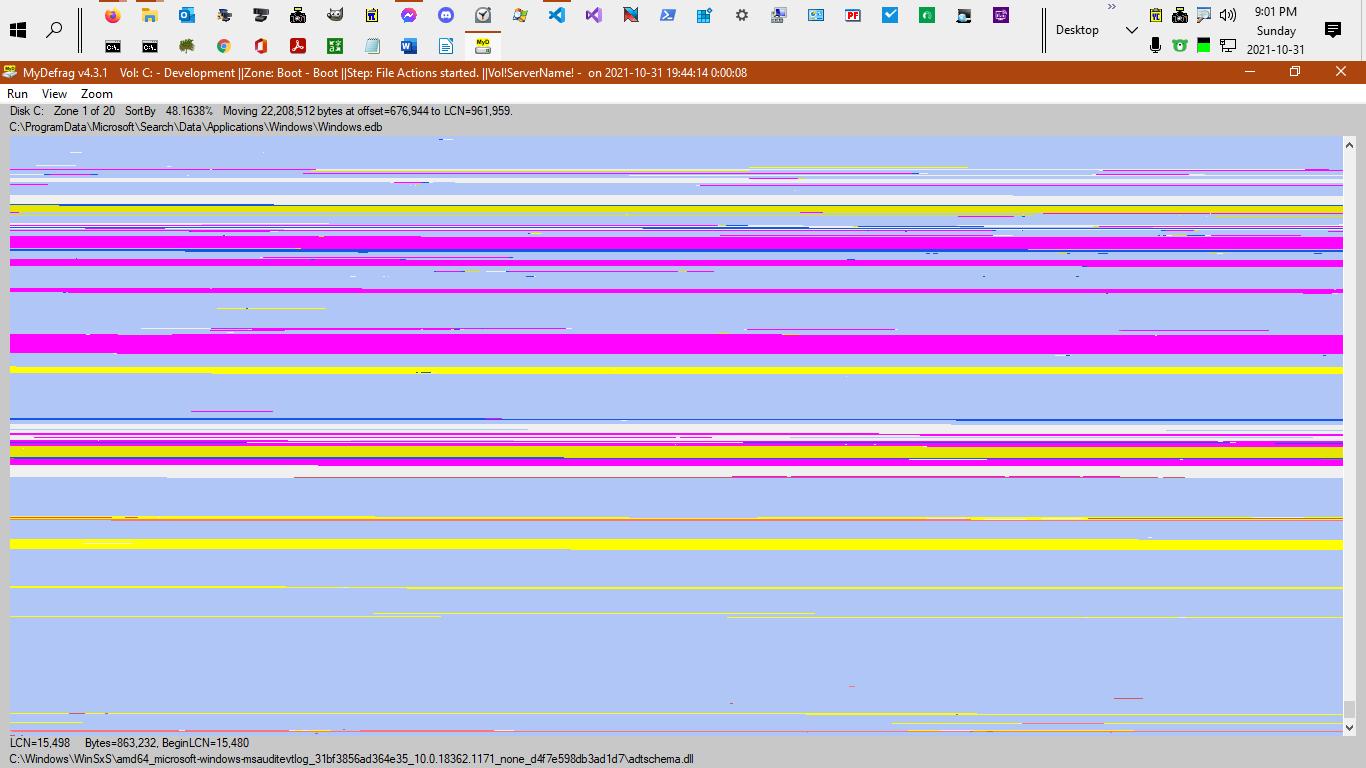 »
9:01 PM
Desktop
Sunday
2021-10-31
MyDefrag v4.3.1 Vol: C: - Development ||Zone: Boot - Boot ||Step: File Actions started. ||Vol!ServerName! - on 2021-10-31 19:44:14 0:00:08
Run View Zoom
Disk C: Zone 1 of 20 SortBy 48.1638% Moving 22,208,512 bytes at offset=676,944 to LCN=961,959.
C:\ProgramData\Microsoft\Search\Data\Applications\Windows\Windows.edb
LCN=15,498 Bytes=863,232, BeginLCN=15,480
C:\Windows\WinSxS\amd64_microsoft-windows-msauditevtlog_31bf3856ad364e35_10.0.18362.1171_none_d4f7e598db3ad1d7\adtschema.dll